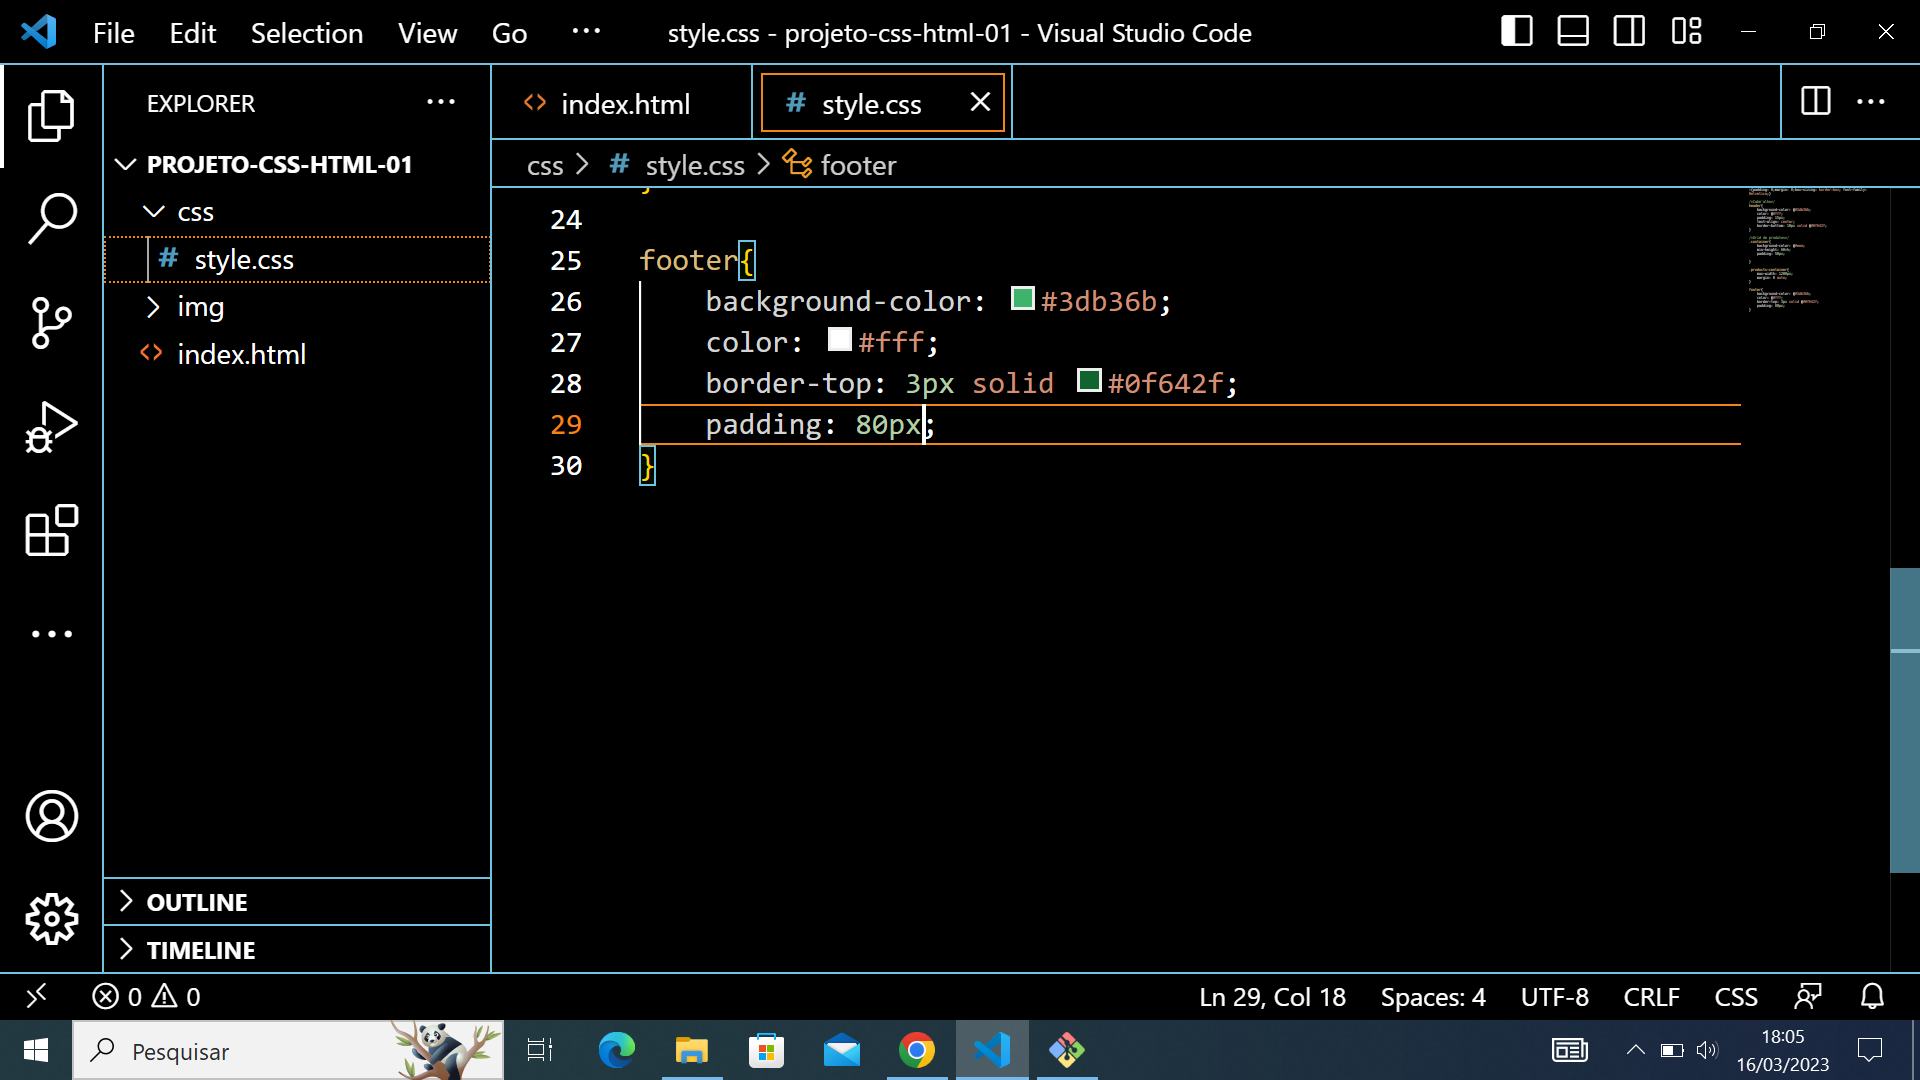 File Edit Selection View Go ··· style.css - projeto-css-html-01 - Visual Studio Code
EXPLORER
PROJETO-CSS-HTML-01
css
# style.css
img
<> index.html
OUTLINE
TIMELINE
<> index.html # style.css
css > # style.css > footer
24
25 footer{
26 background-color: #3db36b;
27 color: #fff;
28 border-top: 3px solid #0f642f;
29 padding: 80px;
30 }
0 0 Ln 29, Col 18 Spaces: 4 UTF-8 CRLF CSS
Pesquisar
18:05
16/03/2023